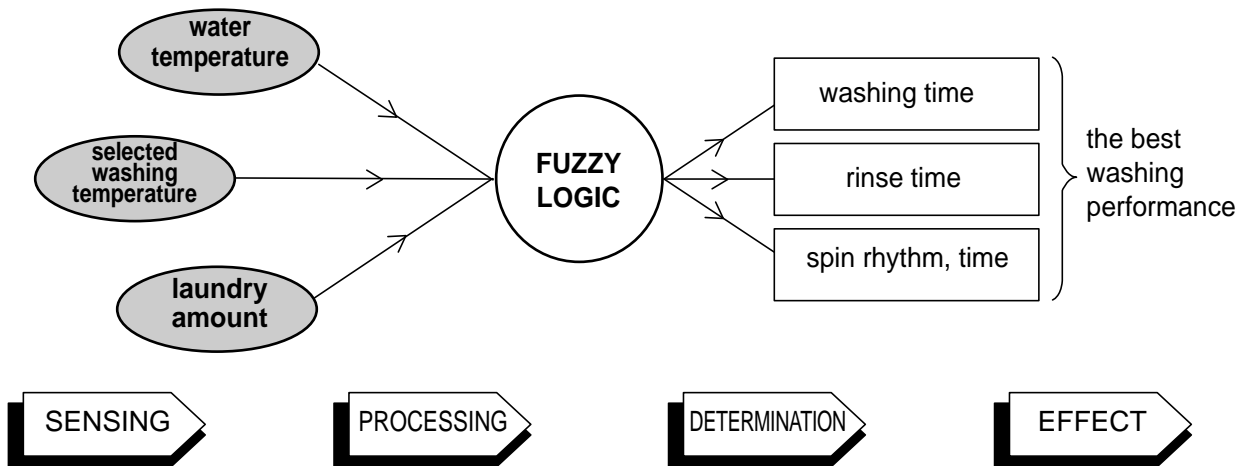 water
temperature
selected
washing
temperature
laundry
amount
FUZZY
LOGIC
washing time
rinse time
spin rhythm, time
the best
washing
performance
SENSING
PROCESSING
DETERMINATION
EFFECT